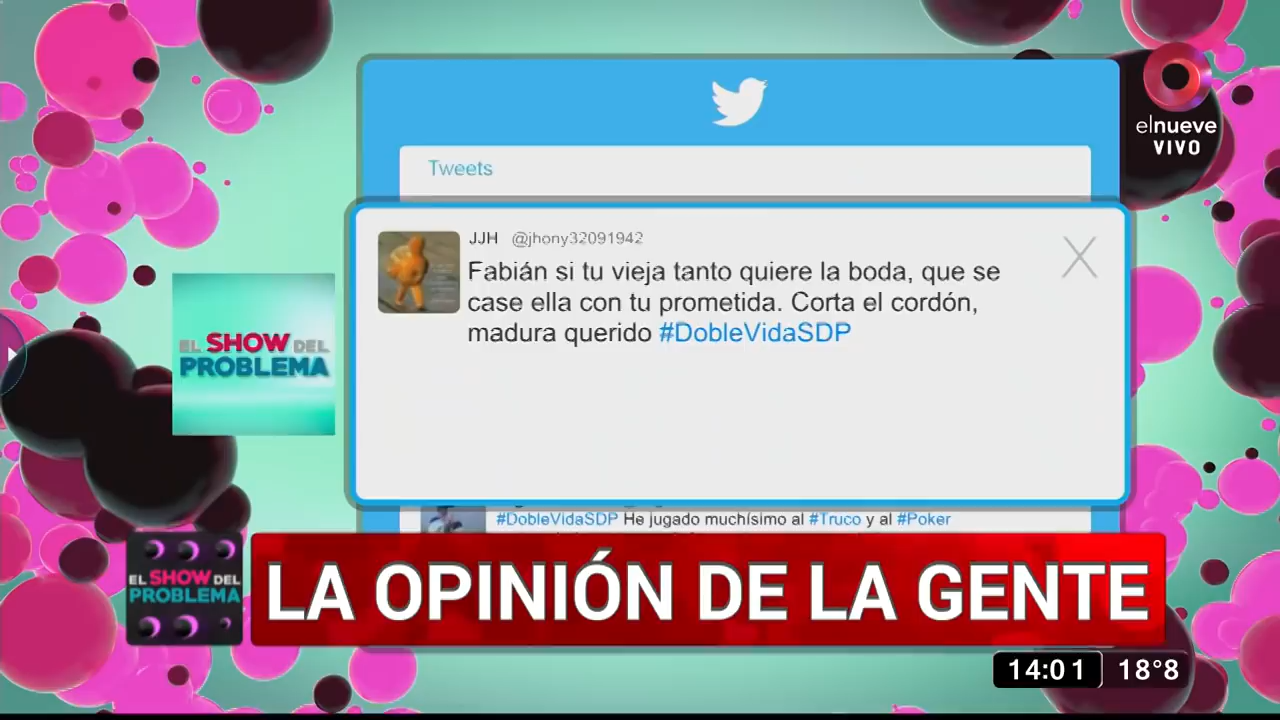 elnueve
VIVO
Tweets
JJH @jhony32091942
Fabián si tu vieja tanto quiere la boda, que se
case ella con tu prometida. Corta el cordón,
madura querido #DobleVidaSDP
EL SHOW DEL
PROBLEMA
#DobleVidaSDP He jugado muchísimo al #Truco y al #Poker
EL SHOW DEL
PROBLEMA
LA OPINIÓN DE LA GENTE
14:01 18°8